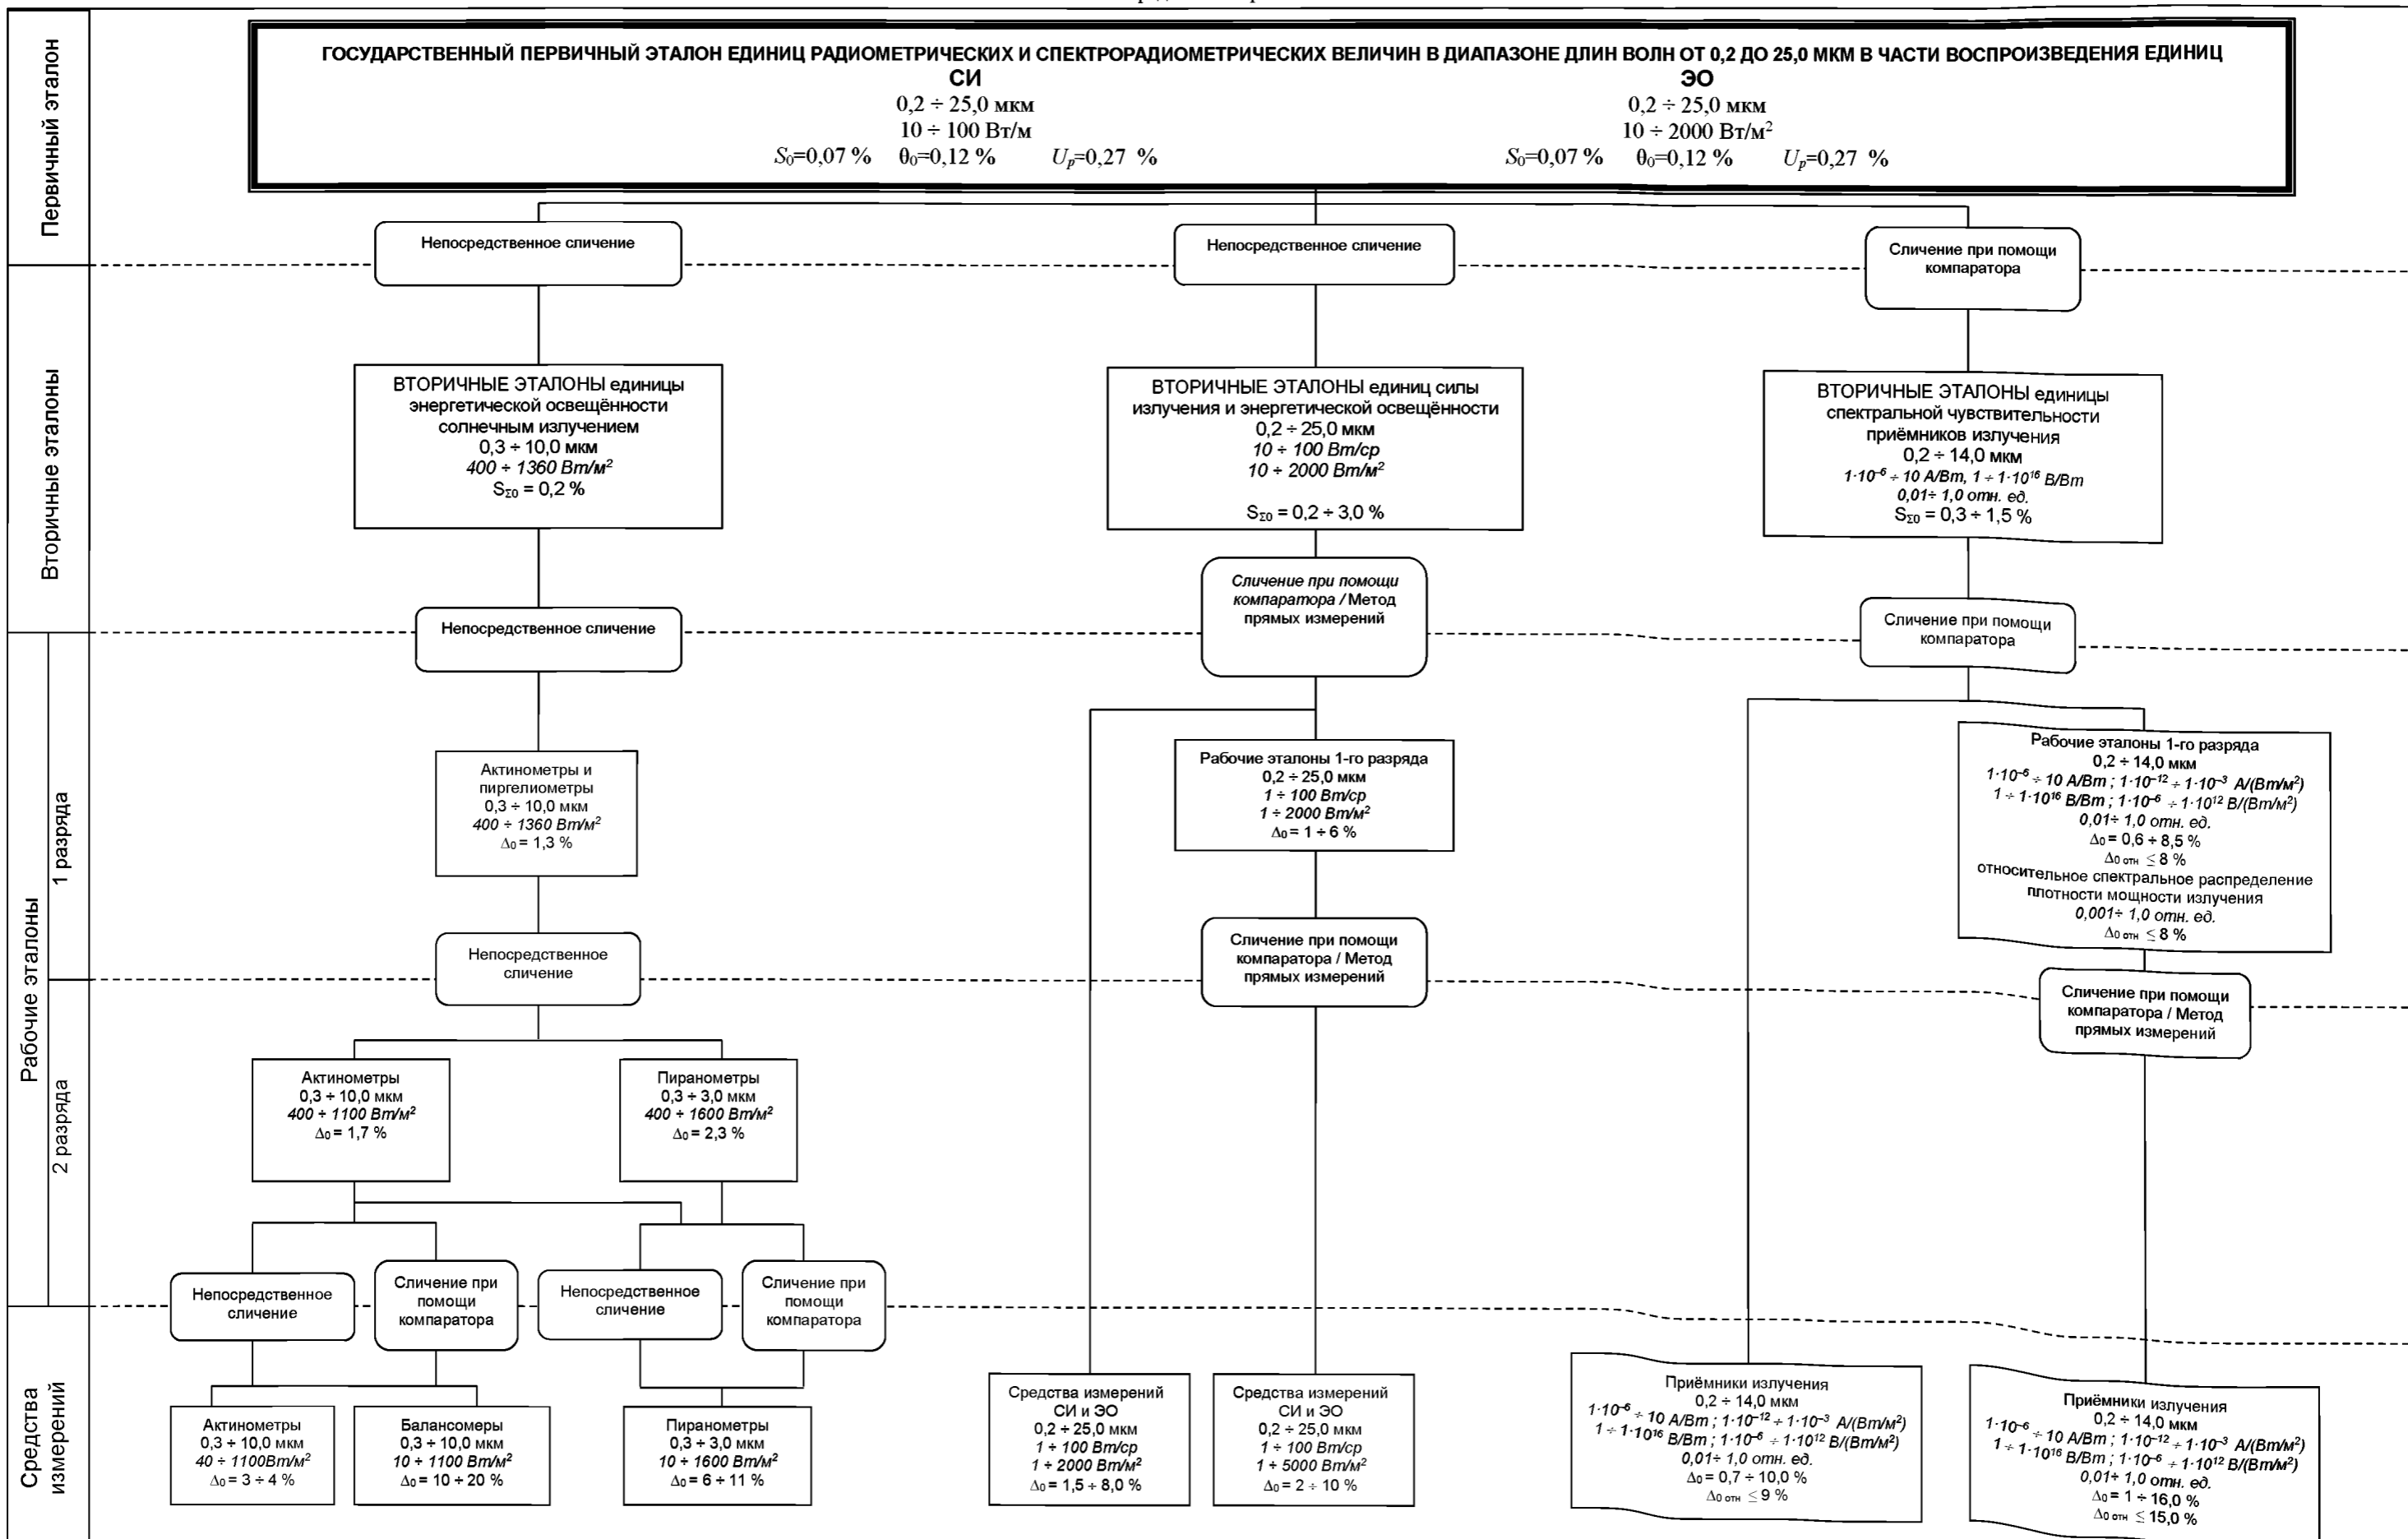 ГОСУДАРСТВЕННЫЙ ПЕРВИЧНЫЙ ЭТАЛОН ЕДИНИЦ РАДИОМЕТРИЧЕСКИХ И СПЕКТРОРАДИОМЕТРИЧЕСКИХ ВЕЛИЧИН В ДИАПАЗОНЕ ДЛИН ВОЛН ОТ 0,2 ДО 25,0 МКМ В ЧАСТИ ВОСПРОИЗВЕДЕНИЯ ЕДИНИЦ
СИ
0,2 ÷ 25,0 мкм
10 ÷ 100 Вт/м
S₀=0,07 % θ₀=0,12 % Uₚ=0,27 %
ЭО
0,2 ÷ 25,0 мкм
10 ÷ 2000 Вт/м²
S₀=0,07 % θ₀=0,12 % Uₚ=0,27 %
Первичный эталон
Непосредственное сличение
Непосредственное сличение
Сличение при помощи
компаратора
Вторичные эталоны
ВТОРИЧНЫЕ ЭТАЛОНЫ единицы
энергетической освещённости
солнечным излучением
0,3 ÷ 10,0 мкм
400 ÷ 1360 Вт/м²
S_Σ0 = 0,2 %
ВТОРИЧНЫЕ ЭТАЛОНЫ единиц силы
излучения и энергетической освещённости
0,2 ÷ 25,0 мкм
10 ÷ 100 Вт/ср
10 ÷ 2000 Вт/м²
S_Σ0 = 0,2 ÷ 3,0 %
ВТОРИЧНЫЕ ЭТАЛОНЫ единицы
спектральной чувствительности
приёмников излучения
0,2 ÷ 14,0 мкм
1·10⁻⁶ ÷ 10 А/Вт, 1 ÷ 1·10¹⁶ В/Вт
0,01÷ 1,0 отн. ед.
S_Σ0 = 0,3 ÷ 1,5 %
Непосредственное сличение
Сличение при помощи
компаратора / Метод
прямых измерений
Сличение при помощи
компаратора
Рабочие эталоны
1 разряда
Актинометры и
пиргелиометры
0,3 ÷ 10,0 мкм
400 ÷ 1360 Вт/м²
Δ₀ = 1,3 %
Рабочие эталоны 1-го разряда
0,2 ÷ 25,0 мкм
1 ÷ 100 Вт/ср
1 ÷ 2000 Вт/м²
Δ₀ = 1 ÷ 6 %
Рабочие эталоны 1-го разряда
0,2 ÷ 14,0 мкм
1·10⁻⁶ ÷ 10 А/Вт ; 1·10⁻¹² ÷ 1·10⁻³ А/(Вт/м²)
1 ÷ 1·10¹⁶ В/Вт ; 1·10⁻⁶ ÷ 1·10¹² В/(Вт/м²)
0,01÷ 1,0 отн. ед.
Δ₀ = 0,6 ÷ 8,5 %
Δ₀ отн ≤ 8 %
относительное спектральное распределение
плотности мощности излучения
0,001÷ 1,0 отн. ед.
Δ₀ отн ≤ 8 %
Непосредственное
сличение
Сличение при помощи
компаратора / Метод
прямых измерений
Сличение при помощи
компаратора / Метод
прямых измерений
2 разряда
Актинометры
0,3 ÷ 10,0 мкм
400 ÷ 1100 Вт/м²
Δ₀ = 1,7 %
Пиранометры
0,3 ÷ 3,0 мкм
400 ÷ 1600 Вт/м²
Δ₀ = 2,3 %
Непосредственное
сличение
Сличение при
помощи
компаратора
Непосредственное
сличение
Сличение при
помощи
компаратора
Средства
измерений
Актинометры
0,3 ÷ 10,0 мкм
40 ÷ 1100Вт/м²
Δ₀ = 3 ÷ 4 %
Балансомеры
0,3 ÷ 10,0 мкм
10 ÷ 1100 Вт/м²
Δ₀ = 10 ÷ 20 %
Пиранометры
0,3 ÷ 3,0 мкм
10 ÷ 1600 Вт/м²
Δ₀ = 6 ÷ 11 %
Средства измерений
СИ и ЭО
0,2 ÷ 25,0 мкм
1 ÷ 100 Вт/ср
1 ÷ 2000 Вт/м²
Δ₀ = 1,5 ÷ 8,0 %
Средства измерений
СИ и ЭО
0,2 ÷ 25,0 мкм
1 ÷ 100 Вт/ср
1 ÷ 5000 Вт/м²
Δ₀ = 2 ÷ 10 %
Приёмники излучения
0,2 ÷ 14,0 мкм
1·10⁻⁶ ÷ 10 А/Вт ; 1·10⁻¹² ÷ 1·10⁻³ А/(Вт/м²)
1 ÷ 1·10¹⁶ В/Вт ; 1·10⁻⁶ ÷ 1·10¹² В/(Вт/м²)
0,01÷ 1,0 отн. ед.
Δ₀ = 0,7 ÷ 10,0 %
Δ₀ отн ≤ 9 %
Приёмники излучения
0,2 ÷ 14,0 мкм
1·10⁻⁶ ÷ 10 А/Вт ; 1·10⁻¹² ÷ 1·10⁻³ А/(Вт/м²)
1 ÷ 1·10¹⁶ В/Вт ; 1·10⁻⁶ ÷ 1·10¹² В/(Вт/м²)
0,01÷ 1,0 отн. ед.
Δ₀ = 1 ÷ 16,0 %
Δ₀ отн ≤ 15,0 %